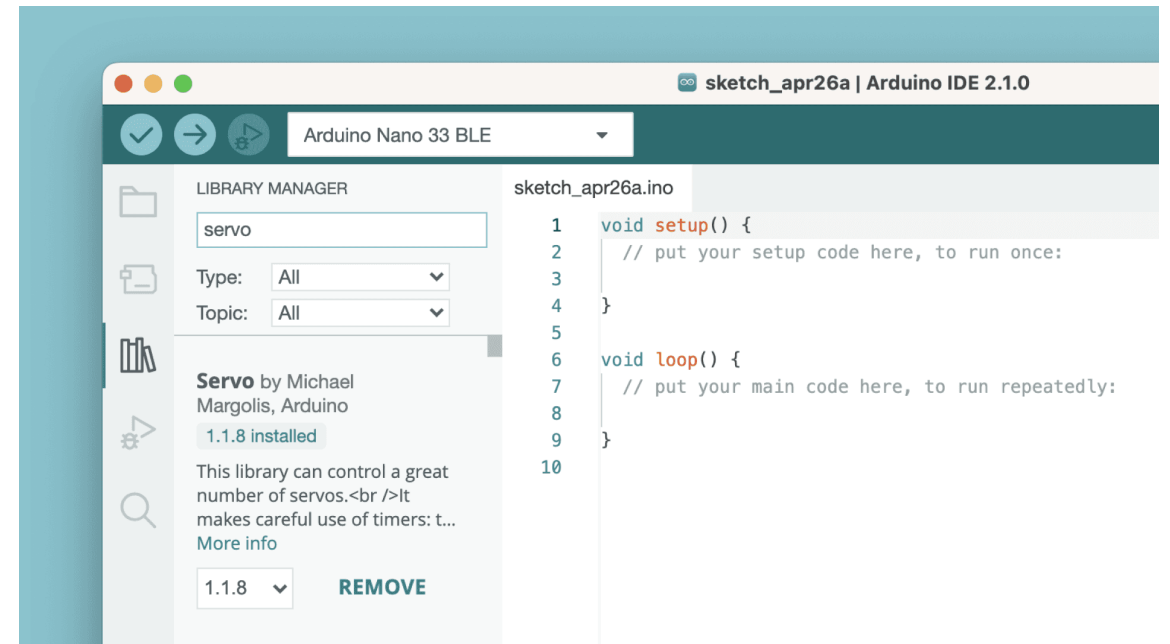 sketch_apr26a | Arduino IDE 2.1.0
Arduino Nano 33 BLE
LIBRARY MANAGER
servo
Type: All
Topic: All
Servo by Michael
Margolis, Arduino
1.1.8 installed
This library can control a great
number of servos.<br />It
makes careful use of timers: t...
More info
1.1.8 REMOVE
sketch_apr26a.ino
1 void setup() {
2 // put your setup code here, to run once:
3
4 }
5
6 void loop() {
7 // put your main code here, to run repeatedly:
8
9 }
10